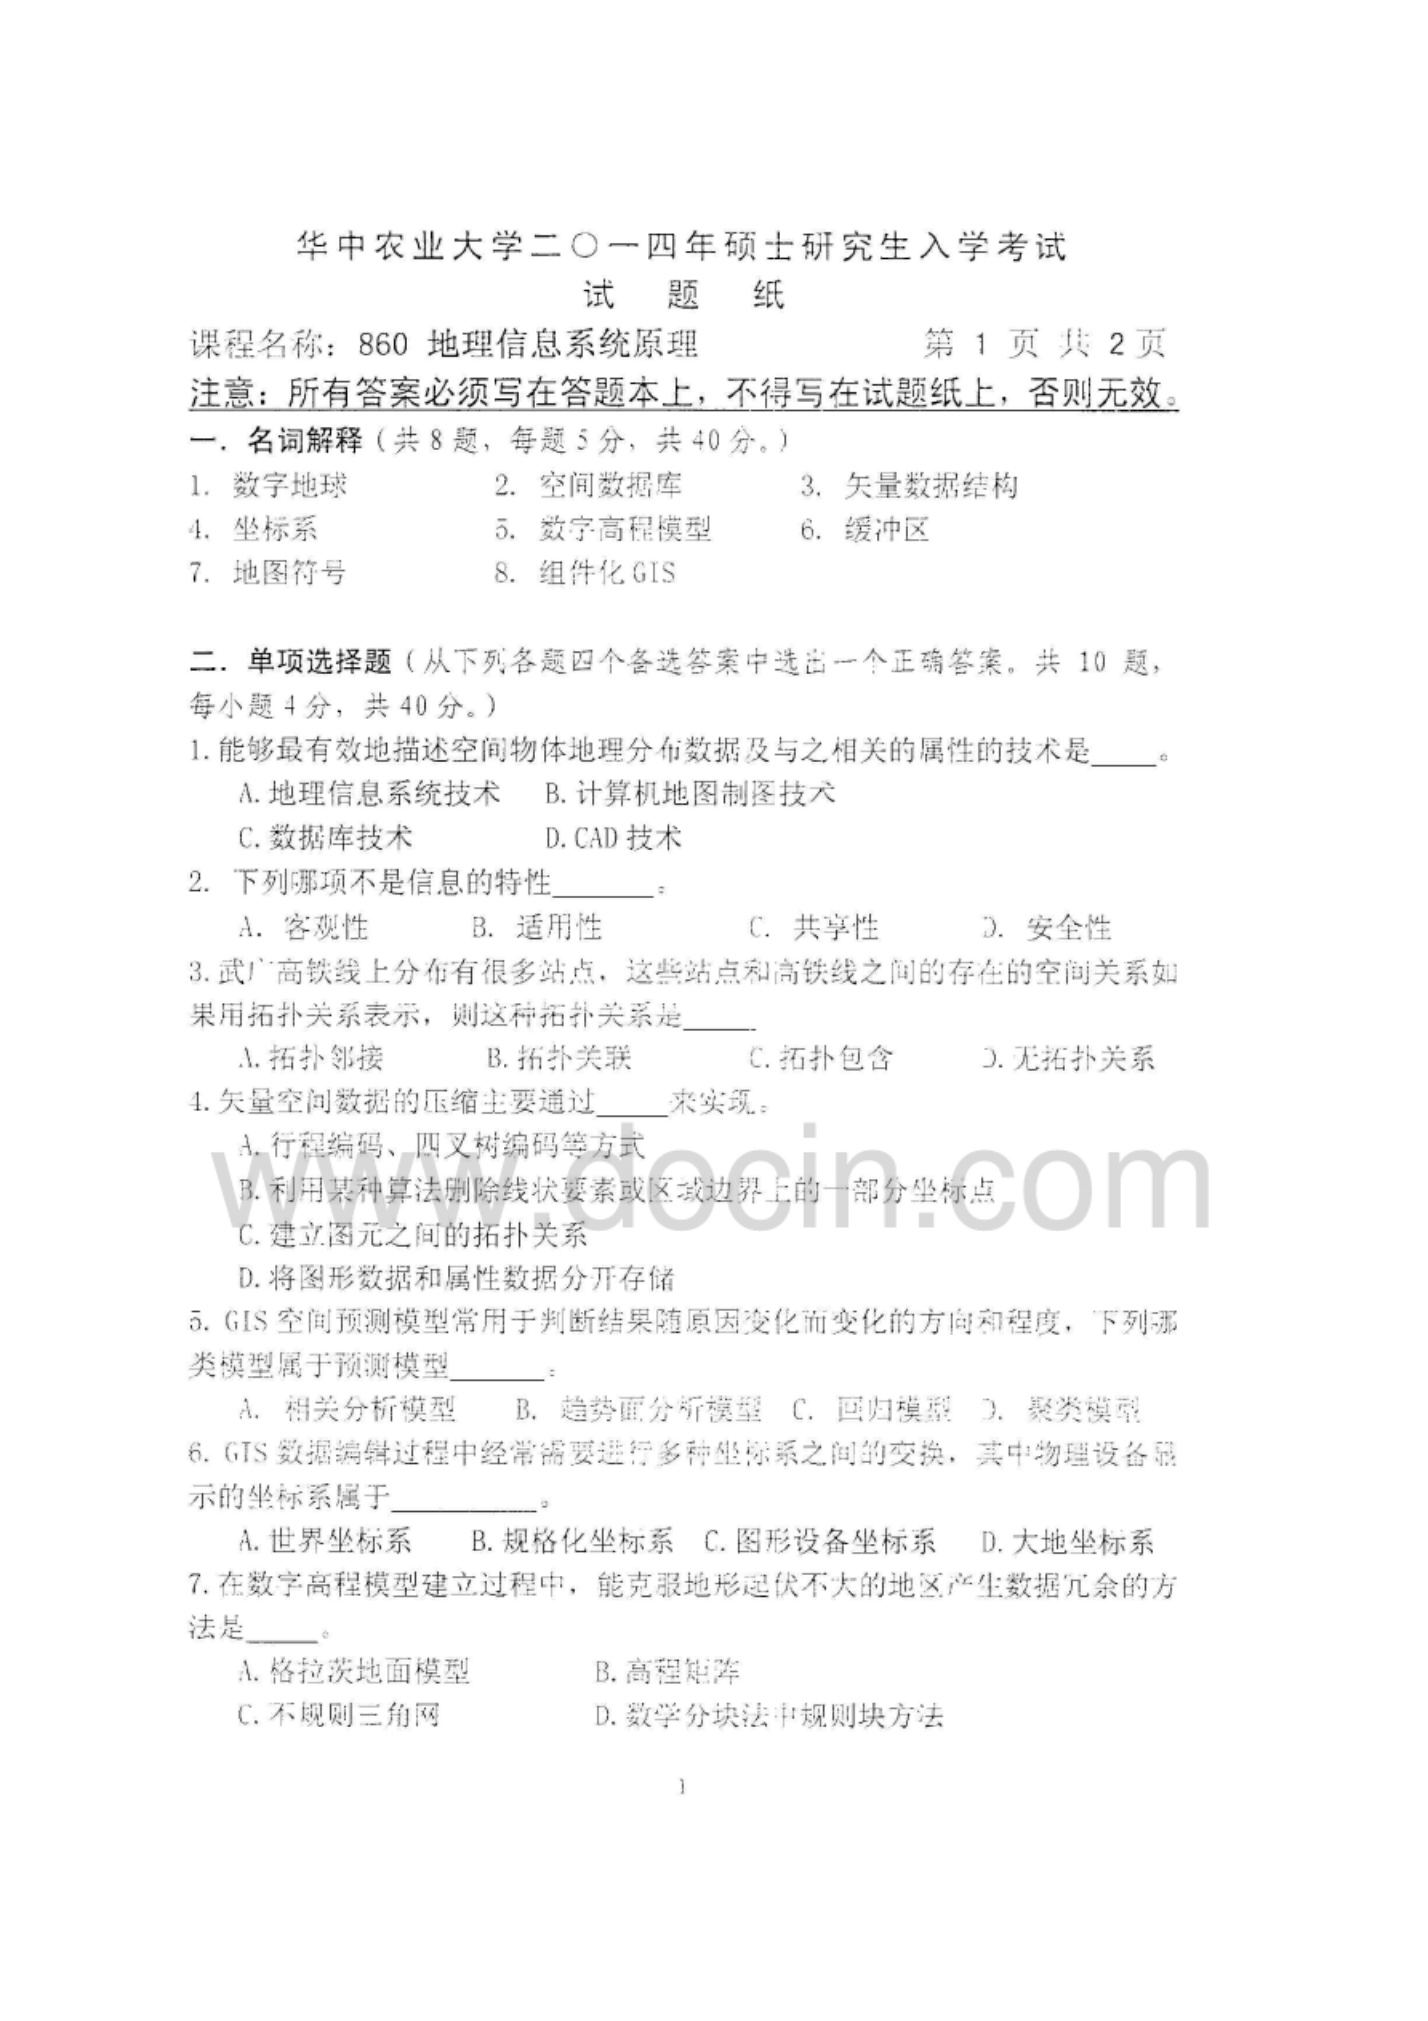 华中农业大学二〇一四年硕士研究生入学考试
试 题 纸
课程名称：860 地理信息系统原理 第 1 页 共 2 页
注意：所有答案必须写在答题本上，不得写在试题纸上，否则无效。
一．名词解释（共 8 题，每题 5 分，共 40 分。）
1. 数字地球 2. 空间数据库 3. 矢量数据结构
4. 坐标系 5. 数字高程模型 6. 缓冲区
7. 地图符号 8. 组件化 GIS
二．单项选择题（从下列各题四个备选答案中选出一个正确答案。共 10 题，
每小题 4 分，共 40 分。）
1.能够最有效地描述空间物体地理分布数据及与之相关的属性的技术是____。
A.地理信息系统技术 B.计算机地图制图技术
C.数据库技术 D.CAD 技术
2. 下列哪项不是信息的特性_______。
A. 客观性 B. 适用性 C. 共享性 D. 安全性
3.武广高铁线上分布有很多站点，这些站点和高铁线之间的存在的空间关系如
果用拓扑关系表示，则这种拓扑关系是_____
A.拓扑邻接 B.拓扑关联 C.拓扑包含 D.无拓扑关系
4.矢量空间数据的压缩主要通过_____来实现。
A.行程编码、四叉树编码等方式
B.利用某种算法删除线状要素或区域边界上的一部分坐标点
C.建立图元之间的拓扑关系
D.将图形数据和属性数据分开存储
5. GIS 空间预测模型常用于判断结果随原因变化而变化的方向和程度，下列哪
类模型属于预测模型______。
A. 相关分析模型 B. 趋势面分析模型 C. 回归模型 D. 聚类模型
6. GIS 数据编辑过程中经常需要进行多种坐标系之间的变换，其中物理设备显
示的坐标系属于__________。
A.世界坐标系 B.规格化坐标系 C.图形设备坐标系 D.大地坐标系
7.在数字高程模型建立过程中，能克服地形起伏不大的地区产生数据冗余的方
法是_____。
A.格拉茨地面模型 B.高程矩阵
C.不规则三角网 D.数学分块法中规则块方法
1
www.docin.com